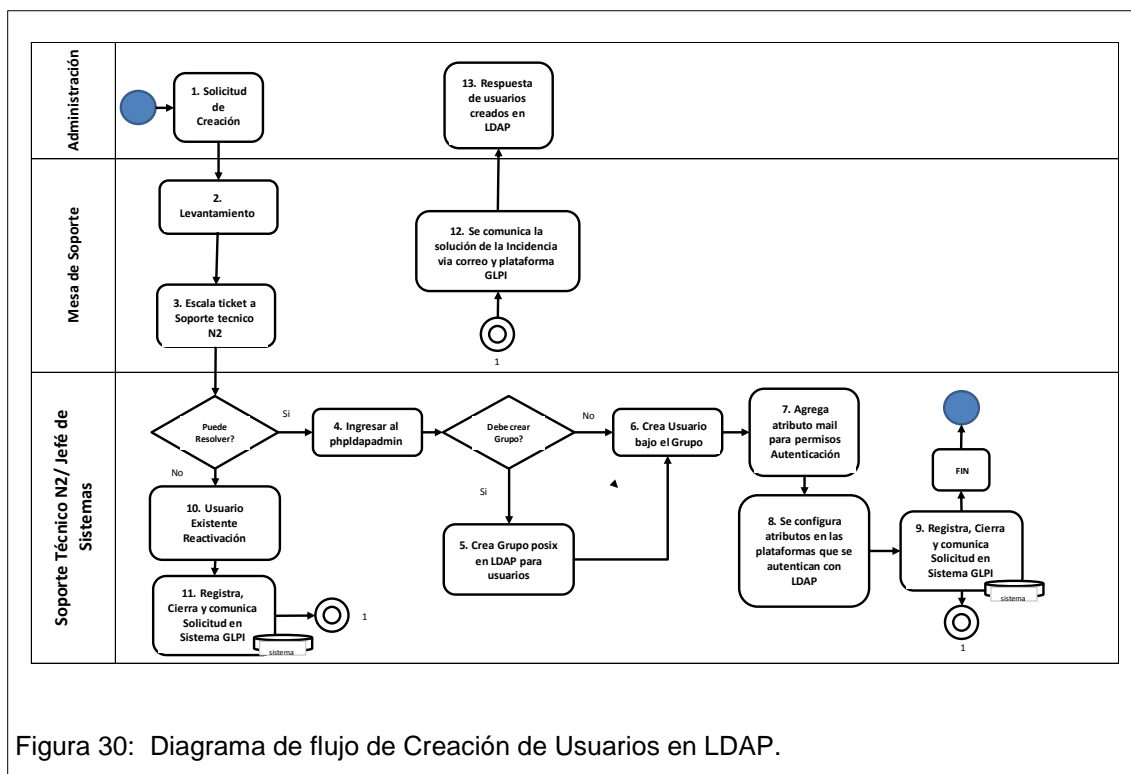 Administración
1. Solicitud
de
Creación
13. Respuesta
de usuarios
creados en
LDAP
Mesa de Soporte
2.
Levantamiento
3. Escala ticket a
Soporte tecnico
N2
12. Se comunica la
solución de la Incidencia
via correo y plataforma
GLPI
1
Soporte Técnico N2/ Jefé de
Sistemas
Puede
Resolver?
Si
No
4. Ingresar al
phpldapadmin
Debe crear
Grupo?
No
Si
5. Crea Grupo posix
en LDAP para
usuarios
6. Crea Usuario
bajo el Grupo
7. Agrega
atributo mail
para permisos
Autenticación
8. Se configura
atributos en las
plataformas que se
autentican con
LDAP
FIN
9. Registra, Cierra
y comunica
Solicitud en
Sistema GLPI
sistema
1
10. Usuario
Existente
Reactivación
11. Registra,
Cierra y comunica
Solicitud en
Sistema GLPI
sistema
1
Figura 30: Diagrama de flujo de Creación de Usuarios en LDAP.